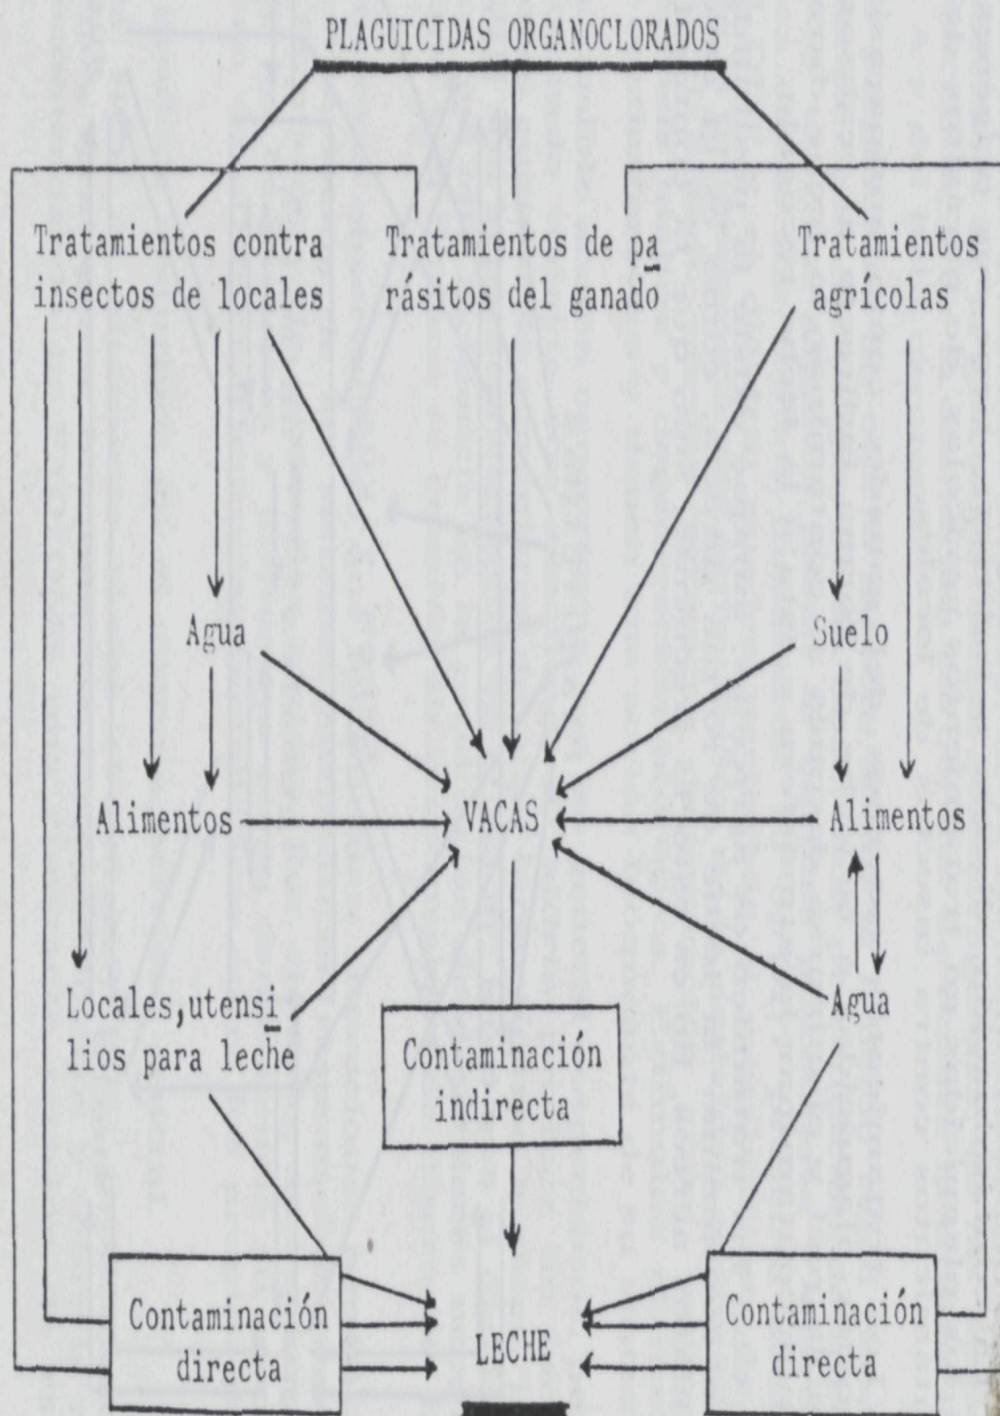 PLAGUICIDAS ORGANOCLORADOS
Tratamientos contra
insectos de locales
Tratamientos de pa
rásitos del ganado
Tratamientos
agrícolas
Agua
Suelo
Alimentos
VACAS
Alimentos
Locales,utensi
lios para leche
Contaminación
indirecta
Agua
Contaminación
directa
LECHE
Contaminación
directa